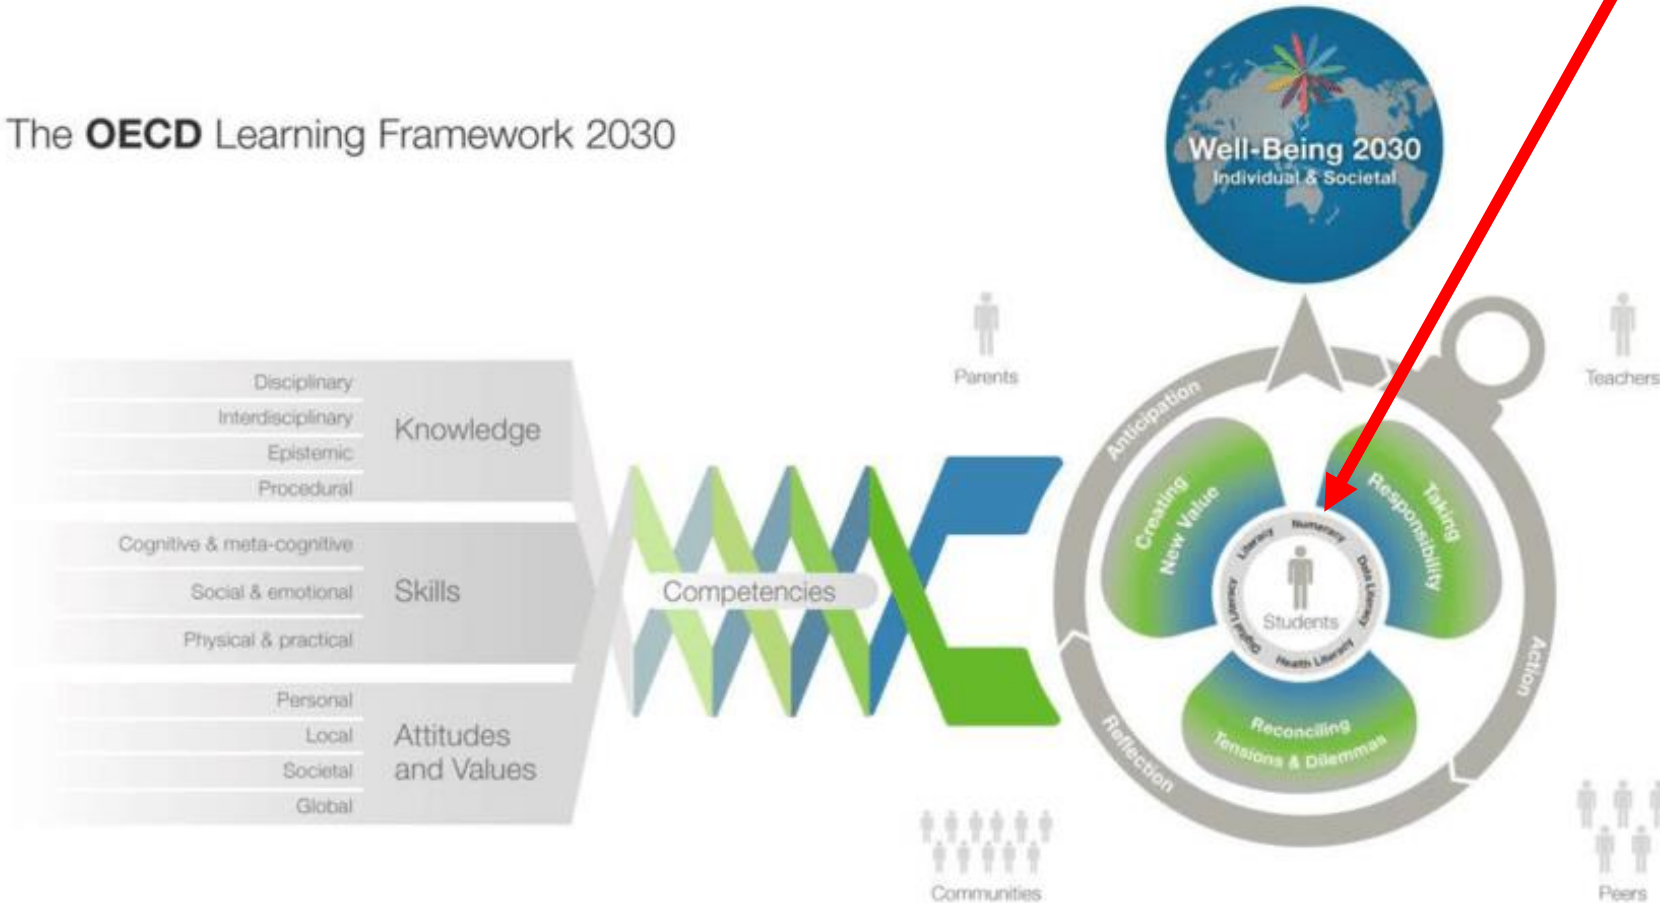 The OECD Learning Framework 2030
Well-Being 2030
Individual & Societal
Disciplinary
Interdisciplinary
Epistemic
Procedural
Knowledge
Cognitive & meta-cognitive
Social & emotional
Physical & practical
Skills
Personal
Local
Societal
Global
Attitudes
and Values
Competencies
Parents
Teachers
Anticipation
Action
Reflection
Creating
New Value
Taking
Responsibility
Reconciling
Tensions & Dilemmas
Literacy
Numeracy
Data Literacy
Health Literacy
Digital Literacy
Students
Communities
Peers